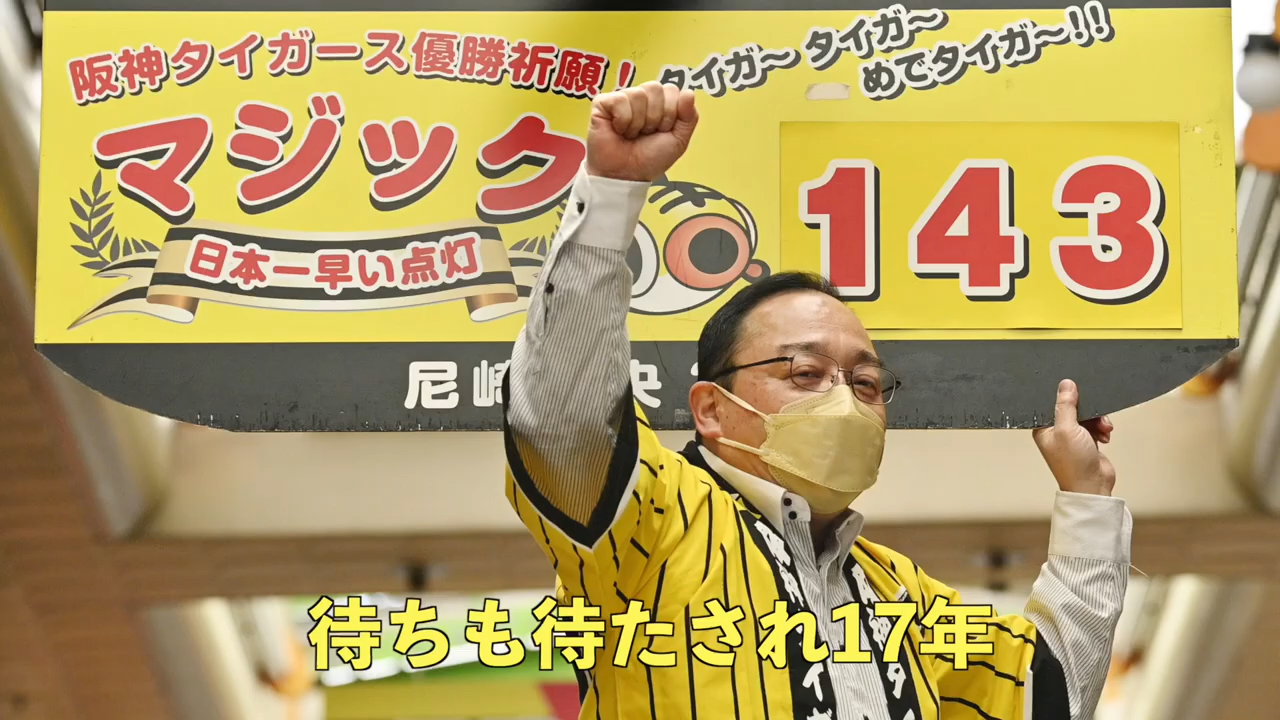 阪神タイガース優勝祈願！
タイガ〜 タイガ〜
めでタイガ〜!!
マジック
143
日本一早い点灯
尼崎
央
待ちも待たされ17年